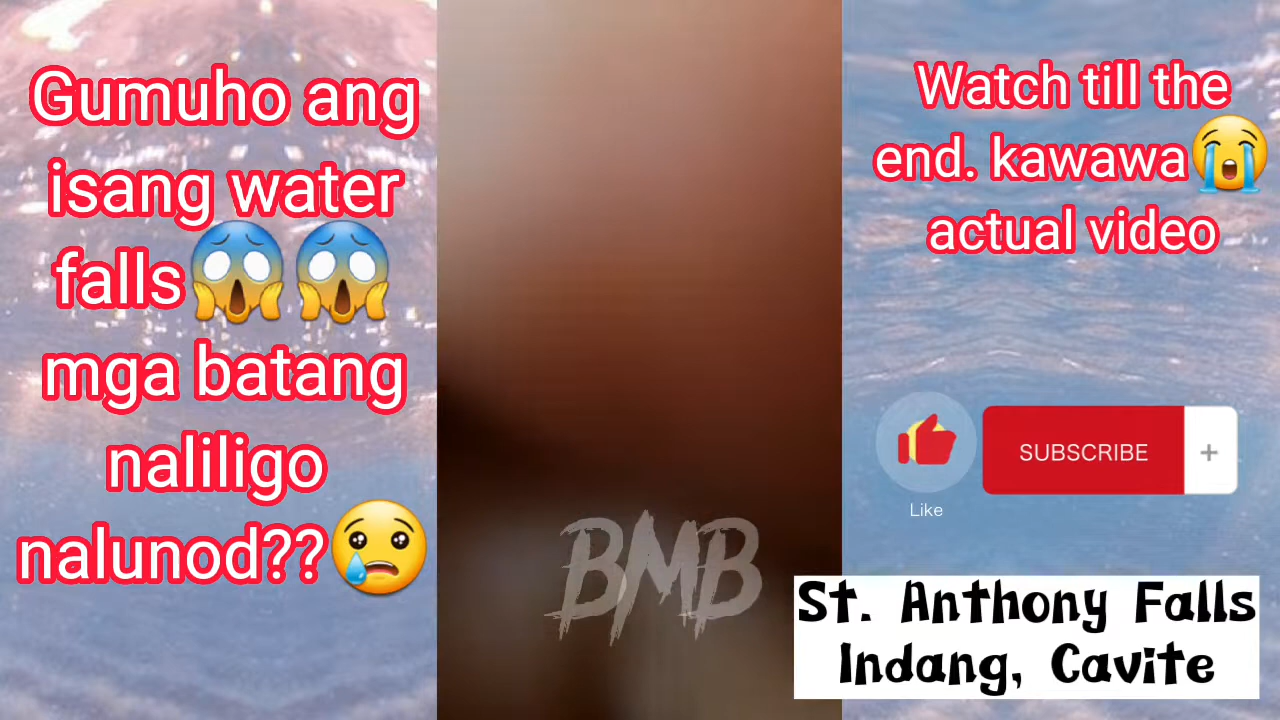 Gumuho ang
isang water
falls😱😱
mga batang
naliligo
nalunod??😢
Watch till the
end. kawawa😭
actual video
SUBSCRIBE +
Like
BMB
St. Anthony Falls
Indang, Cavite